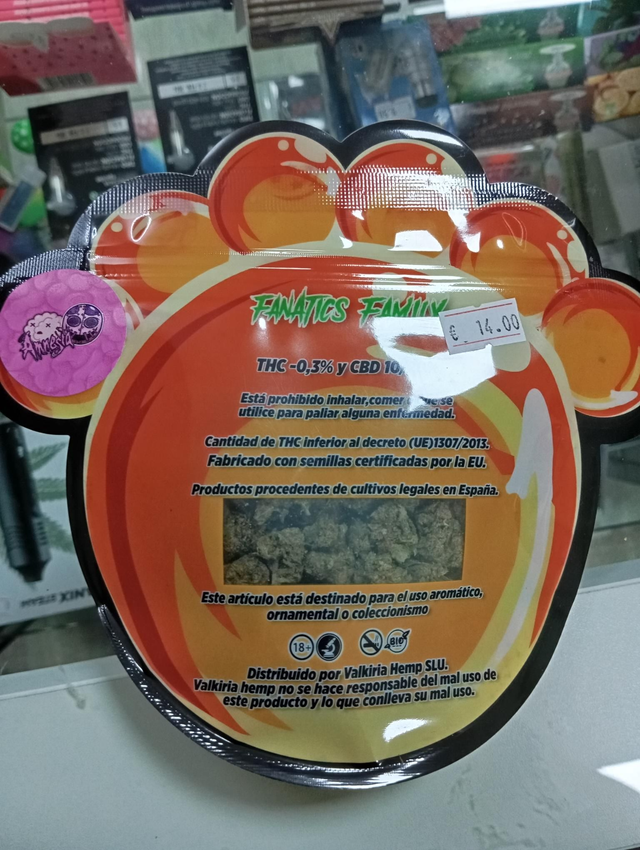 FANATICS FAMILY
€ 14.00
Amnesia
THC -0,3% y CBD 10,
Está prohibido inhalar,comer se
utilice para paliar alguna enfermedad.
Cantidad de THC inferior al decreto (UE)1307/2013.
Fabricado con semillas certificadas por la EU.
Productos procedentes de cultivos legales en España.
Este artículo está destinado para el uso aromático,
ornamental o coleccionismo
18+
BIO
Distribuido por Valkiria Hemp SLU.
Valkiria hemp no se hace responsable del mal uso de
este producto y lo que conlleva su mal uso.